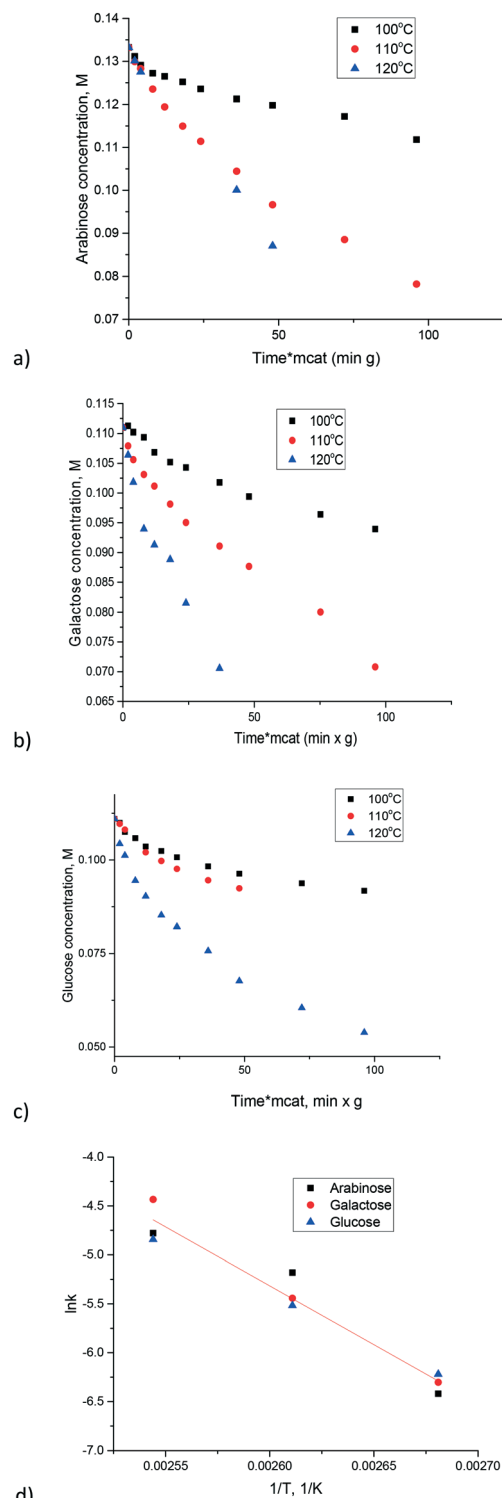 0.14
0.13
0.12
0.11
0.10
0.09
0.08
0.07
0
50
100
Arabinose concentration, M
Time*mcat (min g)
100°C
110°C
120°C
a)
0.115
0.110
0.105
0.100
0.095
0.090
0.085
0.080
0.075
0.070
0.065
0
50
100
Galactose concentration, M
Time*mcat (min x g)
100°C
110°C
120°C
b)
0.100
0.075
0.050
0
50
100
Glucose concentration, M
Time*mcat, min x g
100°C
110°C
120°C
c)
-4.0
-4.5
-5.0
-5.5
-6.0
-6.5
-7.0
0.00255
0.00260
0.00265
0.00270
lnk
1/T, 1/K
Arabinose
Galactose
Glucose
d)